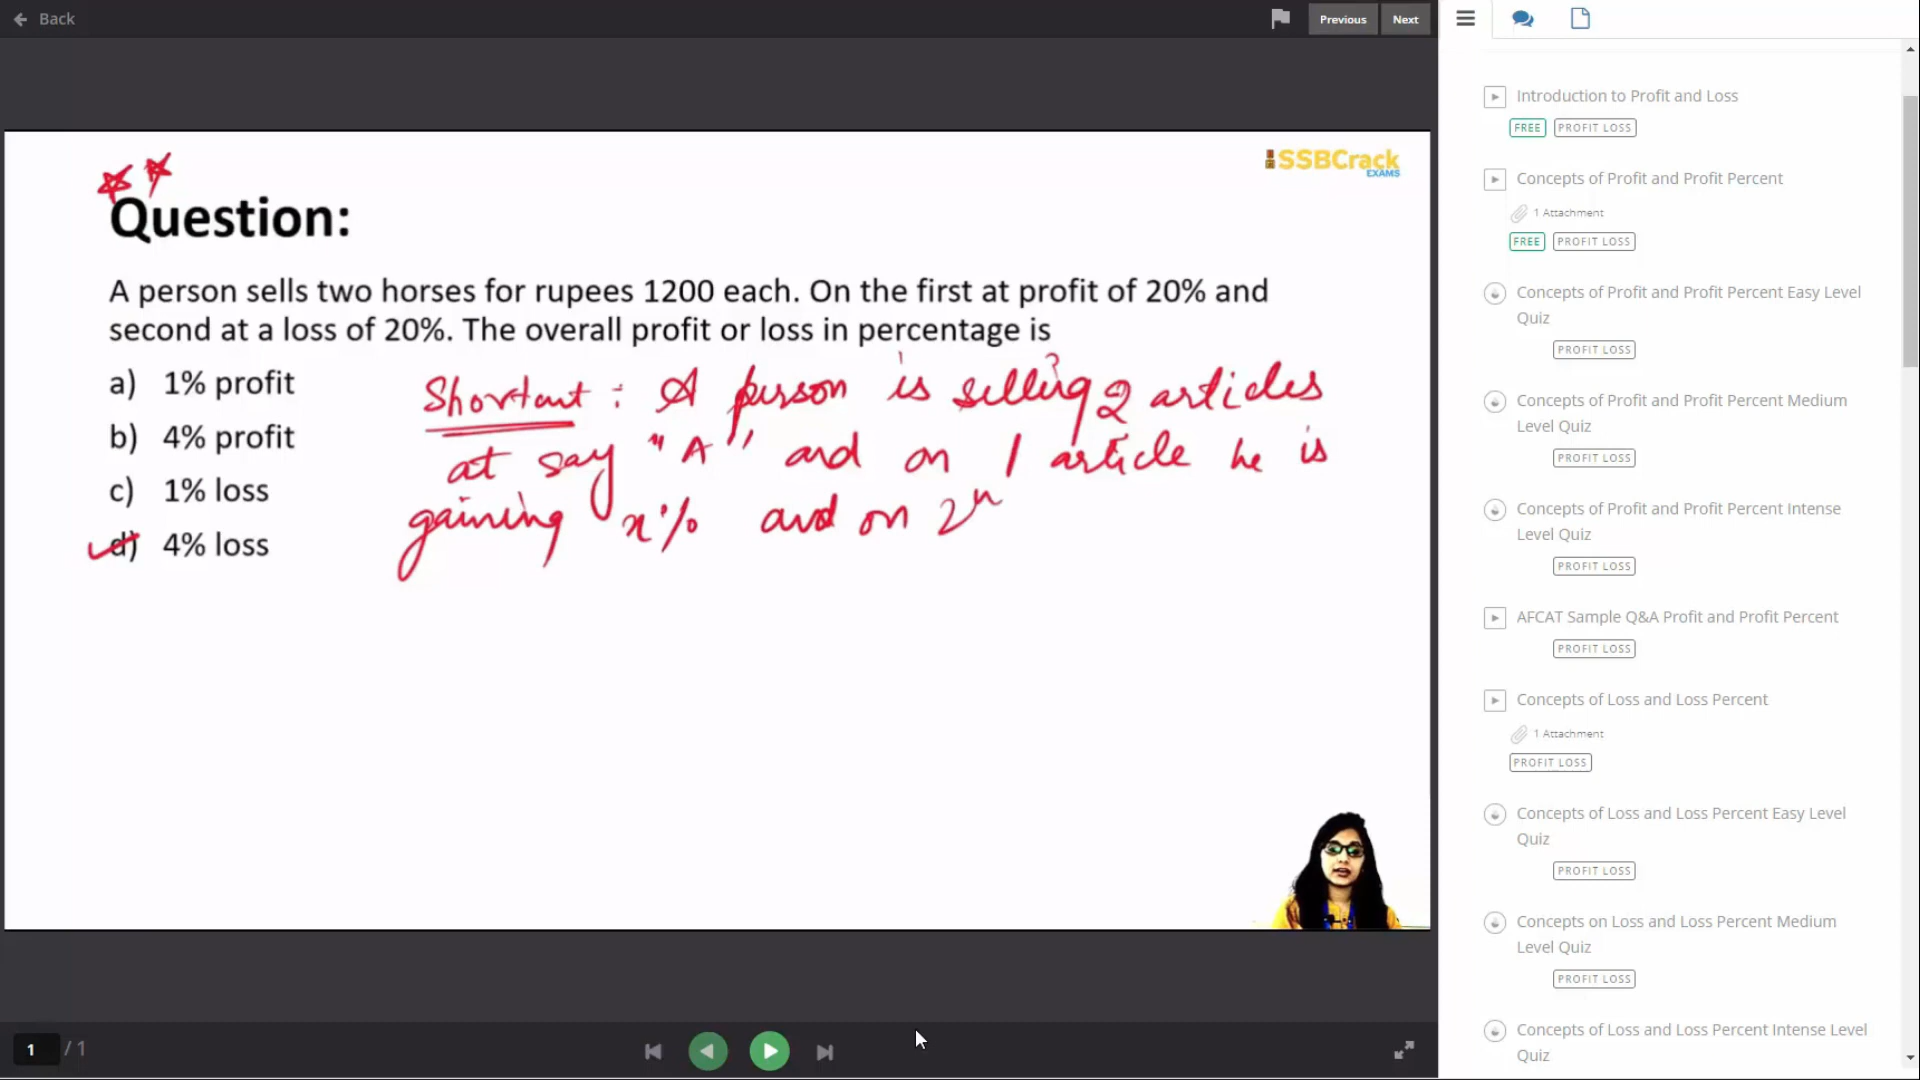 Back
Previous
Next
SSBCrack
EXAMS
Question:
A person sells two horses for rupees 1200 each. On the first at profit of 20% and
second at a loss of 20%. The overall profit or loss in percentage is
a) 1% profit
b) 4% profit
c) 1% loss
d) 4% loss
Shortcut : A person is selling 2 articles
at say "A" and on 1 article he is
gaining x% and on 2n
1 / 1
Introduction to Profit and Loss
FREE PROFIT LOSS
Concepts of Profit and Profit Percent
1 Attachment
FREE PROFIT LOSS
Concepts of Profit and Profit Percent Easy Level
Quiz
PROFIT LOSS
Concepts of Profit and Profit Percent Medium
Level Quiz
PROFIT LOSS
Concepts of Profit and Profit Percent Intense
Level Quiz
PROFIT LOSS
AFCAT Sample Q&A Profit and Profit Percent
PROFIT LOSS
Concepts of Loss and Loss Percent
1 Attachment
PROFIT LOSS
Concepts of Loss and Loss Percent Easy Level
Quiz
PROFIT LOSS
Concepts on Loss and Loss Percent Medium
Level Quiz
PROFIT LOSS
Concepts of Loss and Loss Percent Intense Level
Quiz